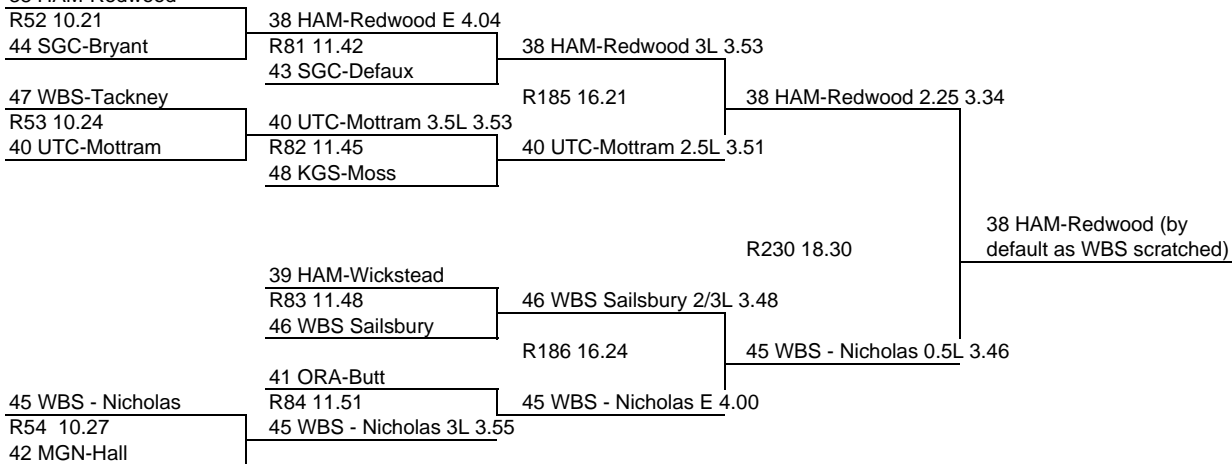 38 HAM-Redwood
R52 10.21
38 HAM-Redwood E 4.04
44 SGC-Bryant
R81 11.42
38 HAM-Redwood 3L 3.53
43 SGC-Defaux
47 WBS-Tackney
R185 16.21
38 HAM-Redwood 2.25 3.34
R53 10.24
40 UTC-Mottram 3.5L 3.53
40 UTC-Mottram
R82 11.45
40 UTC-Mottram 2.5L 3.51
48 KGS-Moss
38 HAM-Redwood (by
R230 18.30
default as WBS scratched)
39 HAM-Wickstead
R83 11.48
46 WBS Sailsbury 2/3L 3.48
46 WBS Sailsbury
R186 16.24
45 WBS - Nicholas 0.5L 3.46
41 ORA-Butt
45 WBS - Nicholas
R84 11.51
45 WBS - Nicholas E 4.00
R54 10.27
45 WBS - Nicholas 3L 3.55
42 MGN-Hall